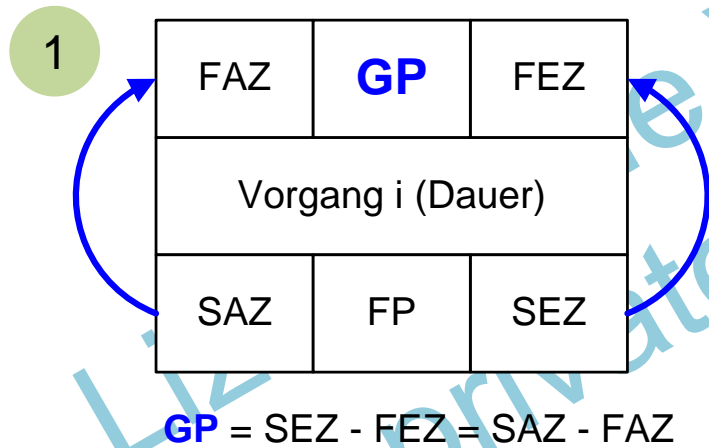 1
FAZ GP FEZ
Vorgang i (Dauer)
SAZ FP SEZ
GP = SEZ - FEZ = SAZ - FAZ